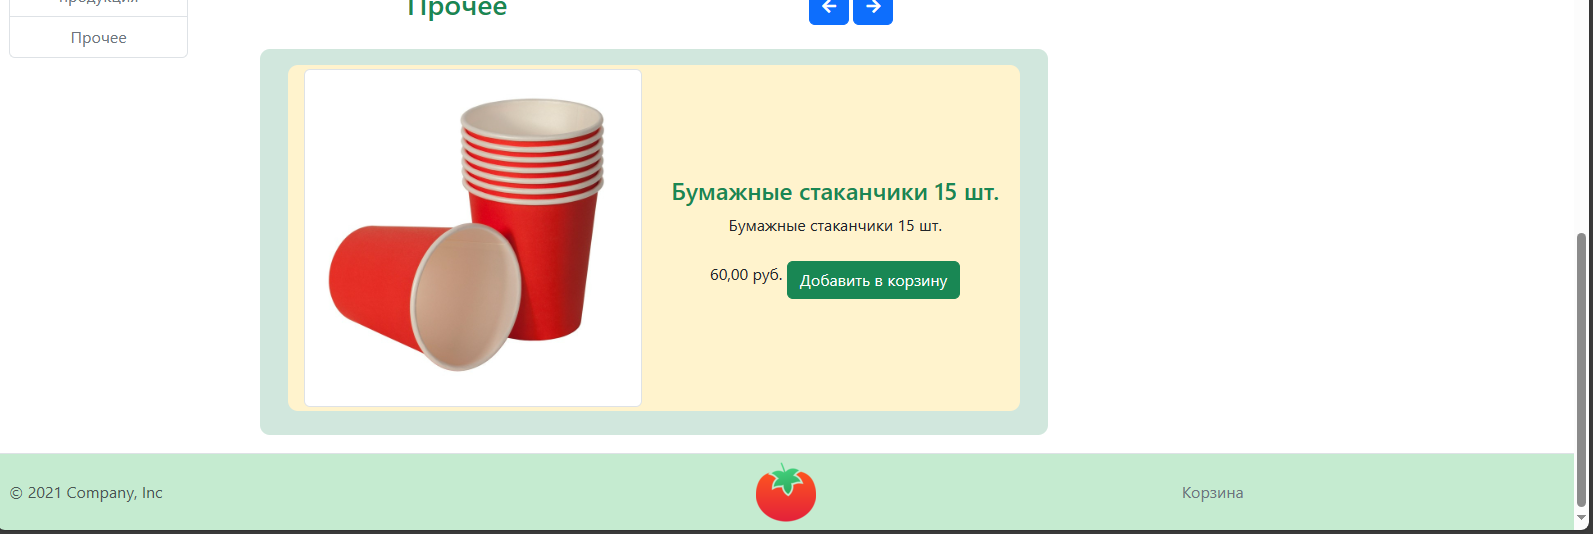 продукция
Прочее
Прочее
Бумажные стаканчики 15 шт.
Бумажные стаканчики 15 шт.
60,00 руб. Добавить в корзину
© 2021 Company, Inc
Корзина